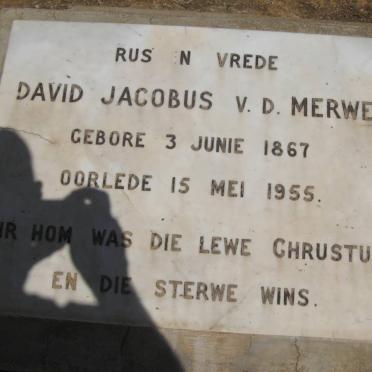 RUS N VREDE
DAVID JACOBUS V. D. MERWE
GEBORE 3 JUNIE 1867
OORLEDE 15 MEI 1955.
HOM WAS DIE LEWE CHRUSTU
EN DIE STERWE WINS.